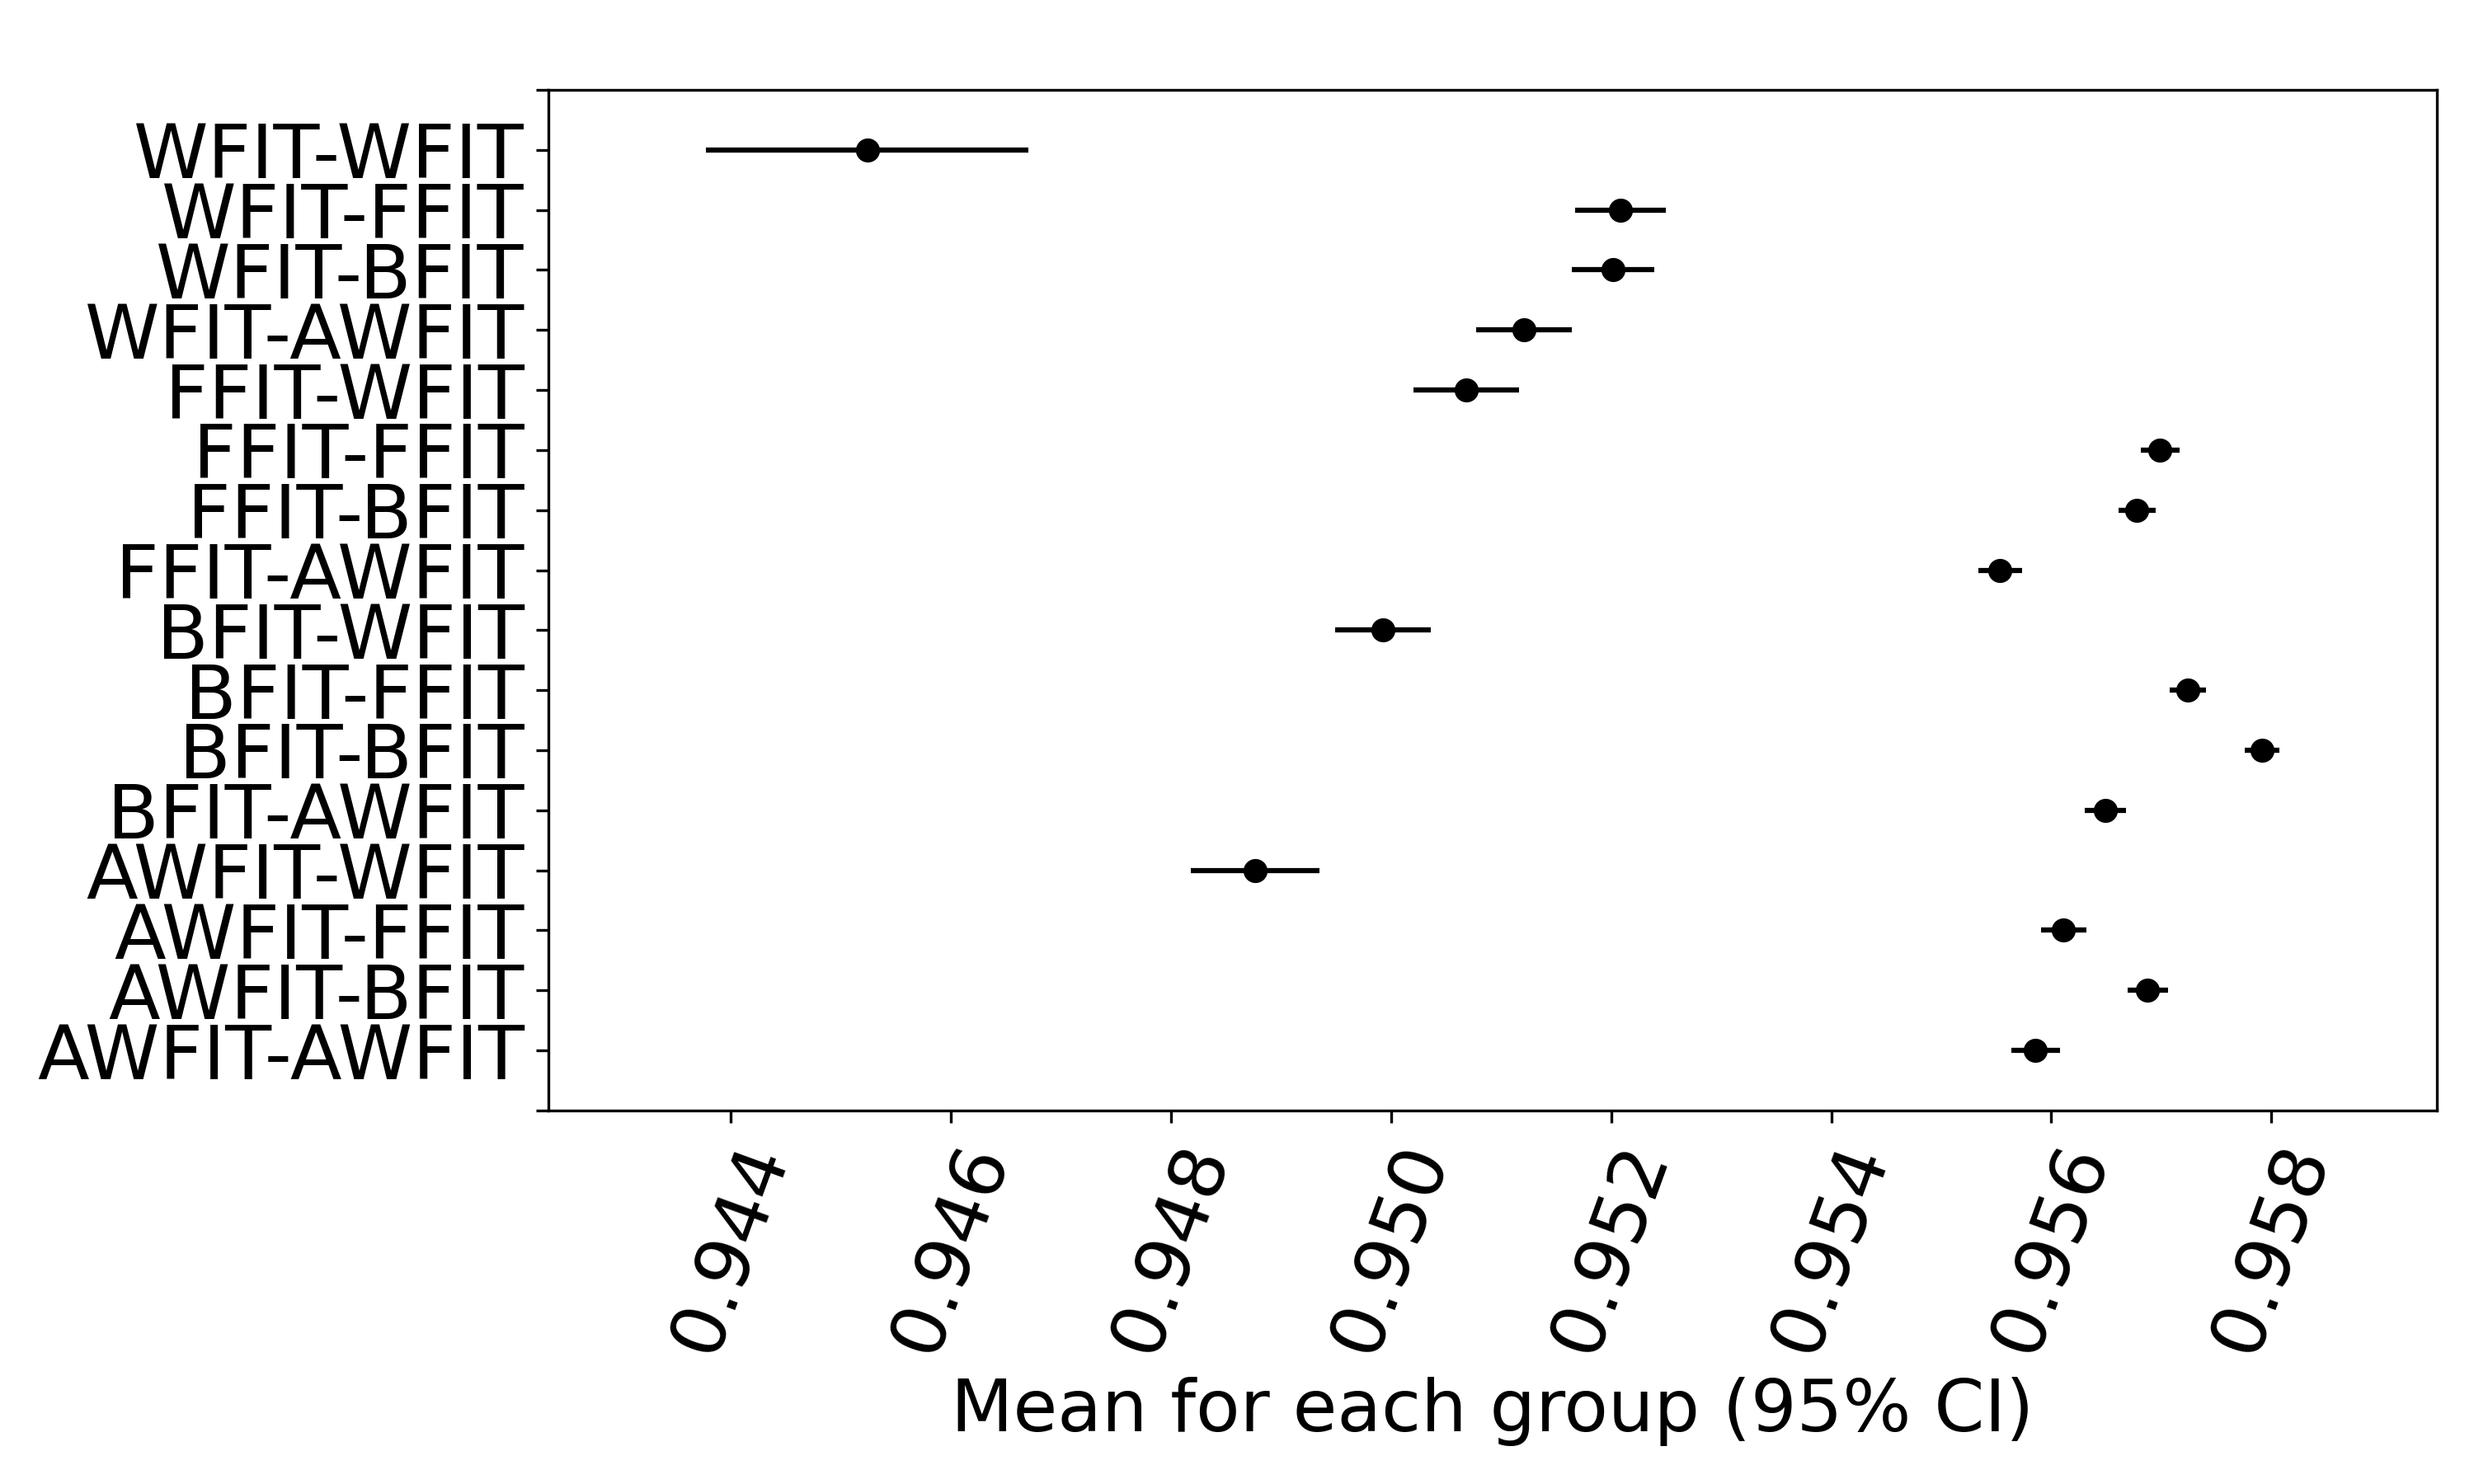 WFIT-WFIT
WFIT-FFIT
WFIT-BFIT
WFIT-AWFIT
FFIT-WFIT
FFIT-FFIT
FFIT-BFIT
FFIT-AWFIT
BFIT-WFIT
BFIT-FFIT
BFIT-BFIT
BFIT-AWFIT
AWFIT-WFIT
AWFIT-FFIT
AWFIT-BFIT
AWFIT-AWFIT
0.944 0.946 0.948 0.950 0.952 0.954 0.956 0.958
Mean for each group (95% CI)